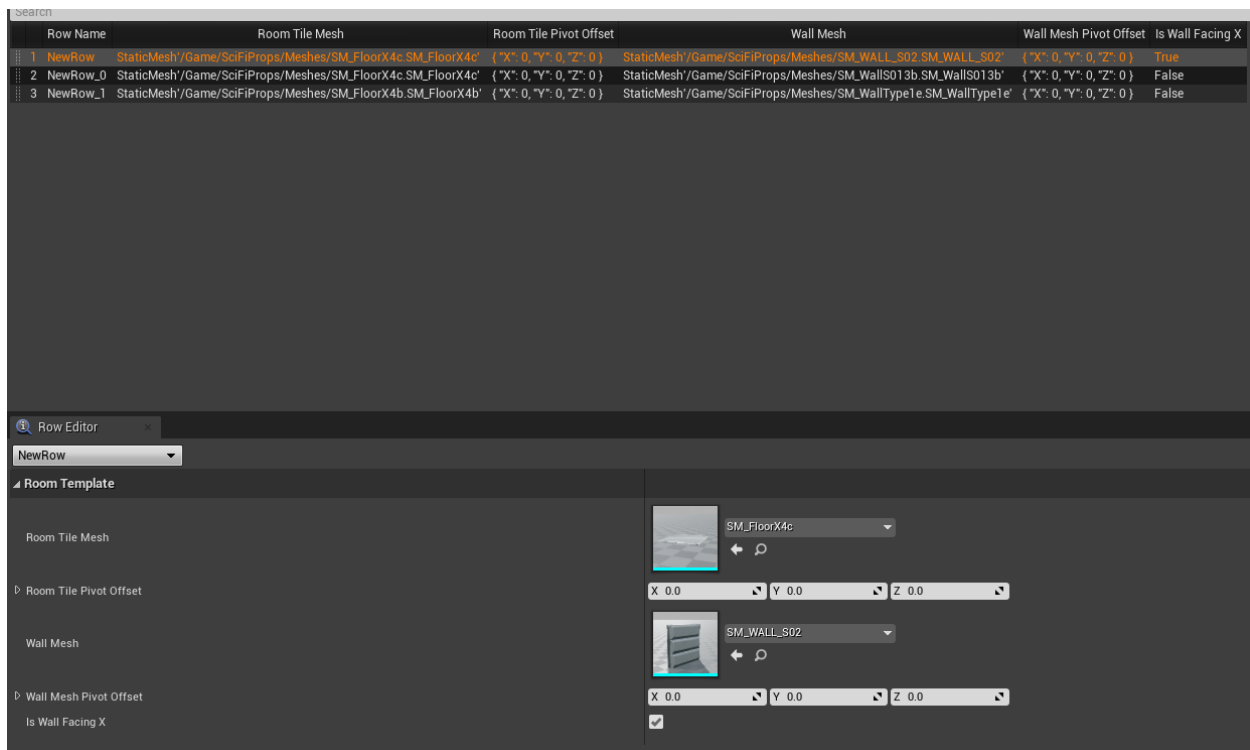 Search
Row Name Room Tile Mesh Room Tile Pivot Offset Wall Mesh Wall Mesh Pivot Offset Is Wall Facing X
1 NewRow StaticMesh'/Game/SciFiProps/Meshes/SM_FloorX4c.SM_FloorX4c' { "X": 0, "Y": 0, "Z": 0 } StaticMesh'/Game/SciFiProps/Meshes/SM_WALL_S02.SM_WALL_S02' { "X": 0, "Y": 0, "Z": 0 } True
2 NewRow_0 StaticMesh'/Game/SciFiProps/Meshes/SM_FloorX4c.SM_FloorX4c' { "X": 0, "Y": 0, "Z": 0 } StaticMesh'/Game/SciFiProps/Meshes/SM_WallS013b.SM_WallS013b' { "X": 0, "Y": 0, "Z": 0 } False
3 NewRow_1 StaticMesh'/Game/SciFiProps/Meshes/SM_FloorX4b.SM_FloorX4b' { "X": 0, "Y": 0, "Z": 0 } StaticMesh'/Game/SciFiProps/Meshes/SM_WallType1e.SM_WallType1e' { "X": 0, "Y": 0, "Z": 0 } False
Row Editor
NewRow
Room Template
Room Tile Mesh SM_FloorX4c
Room Tile Pivot Offset X 0.0 Y 0.0 Z 0.0
Wall Mesh SM_WALL_S02
Wall Mesh Pivot Offset X 0.0 Y 0.0 Z 0.0
Is Wall Facing X